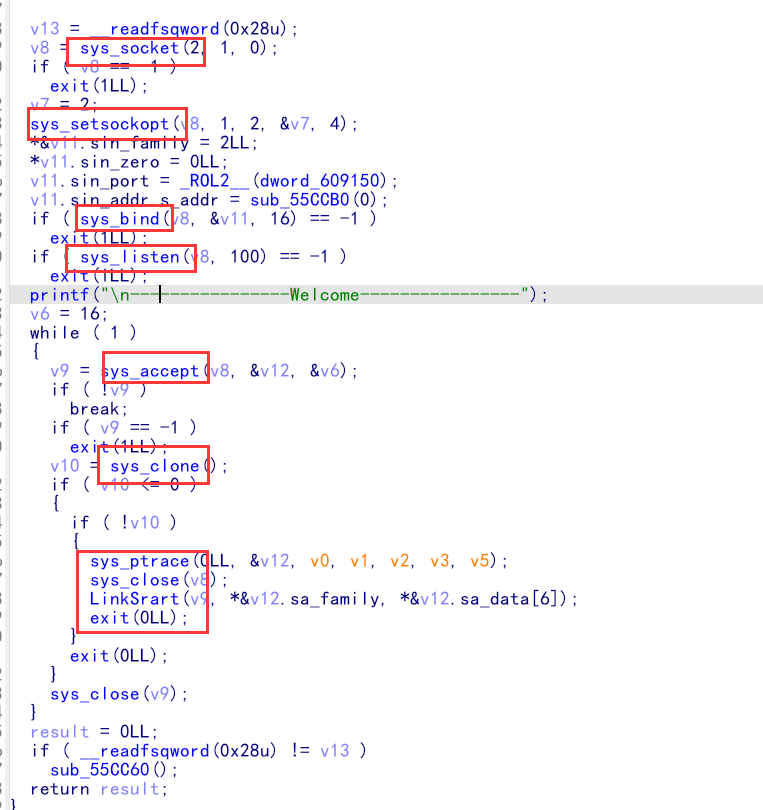 v13 = __readfsqword(0x28u);
v8 = sys_socket(2, 1, 0);
if ( v8 == -1 )
exit(1LL);
v7 = 2;
sys_setsockopt(v8, 1, 2, &v7, 4);
*&v11.sin_family = 2LL;
*v11.sin_zero = 0LL;
v11.sin_port = _ROL2__(dword_609150);
v11.sin_addr_s_addr = sub_55CCB0(0);
if ( sys_bind(v8, &v11, 16) == -1 )
exit(1LL);
if ( sys_listen(v8, 100) == -1 )
exit(1LL);
printf("\n----------------Welcome----------------");
v6 = 16;
while ( 1 )
{
v9 = sys_accept(v8, &v12, &v6);
if ( !v9 )
break;
if ( v9 == -1 )
exit(1LL);
v10 = sys_clone();
if ( v10 <= 0 )
{
if ( !v10 )
{
sys_ptrace(0LL, &v12, v0, v1, v2, v3, v5);
sys_close(v8);
LinkSrart(v9, *&v12.sa_family, *&v12.sa_data[6]);
exit(0LL);
}
exit(0LL);
}
sys_close(v9);
}
result = 0LL;
if ( __readfsqword(0x28u) != v13 )
sub_55CC60();
return result;
}